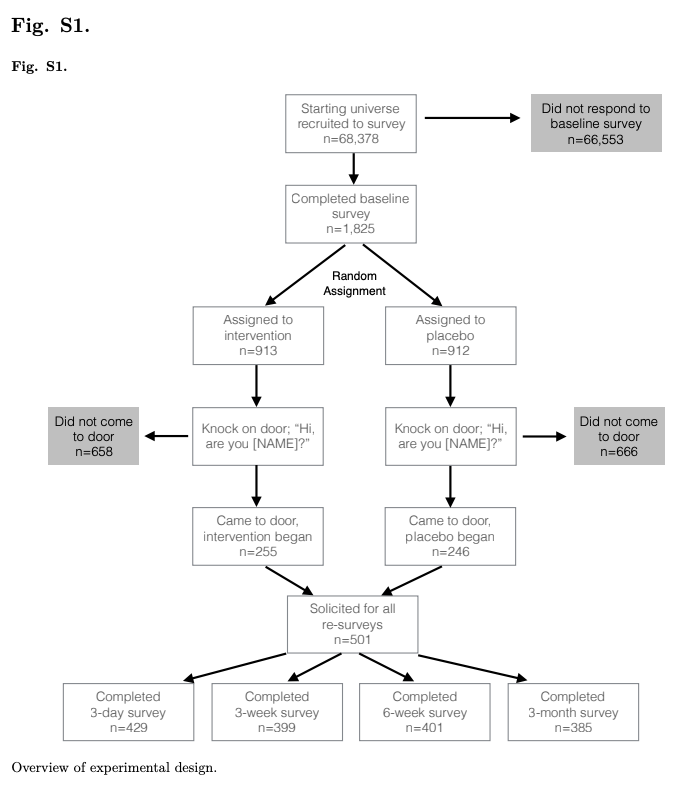 Fig. S1.
Fig. S1.
Starting universe
recruited to survey
n=68,378
Did not respond to
baseline survey
n=66,553
Completed baseline
survey
n=1,825
Random
Assignment
Assigned to
intervention
n=913
Assigned to
placebo
n=912
Did not come
to door
n=658
Knock on door; “Hi,
are you [NAME]?”
Knock on door; “Hi,
are you [NAME]?”
Did not come
to door
n=666
Came to door,
intervention began
n=255
Came to door,
placebo began
n=246
Solicited for all
re-surveys
n=501
Completed
3-day survey
n=429
Completed
3-week survey
n=399
Completed
6-week survey
n=401
Completed
3-month survey
n=385
Overview of experimental design.